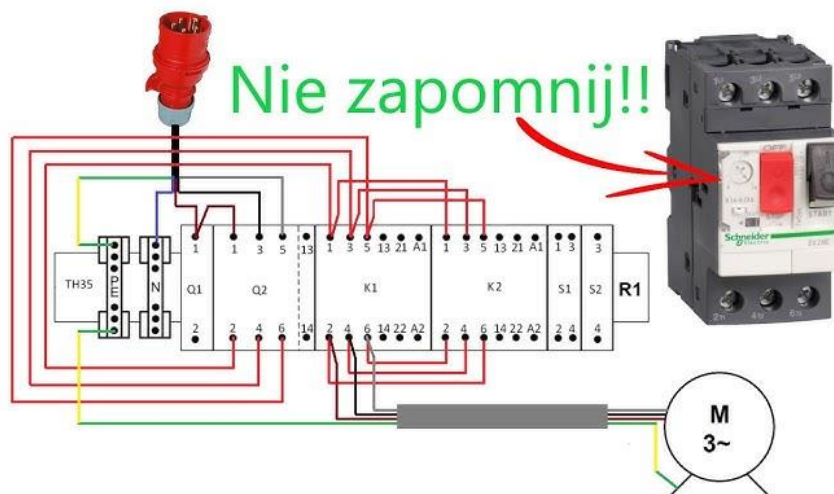 Nie zapomnij!!
OFF
START
Schneider
Electric
1 1 3 5 13 1 3 5 13 21 A1 1 3 5 13 21 A1 1 3 3
TH35 PE N Q1 Q2 K1 K2 S1 S2 R1
2 2 4 6 14 2 4 6 14 22 A2 2 4 6 14 22 A2 2 4 4
M
3~